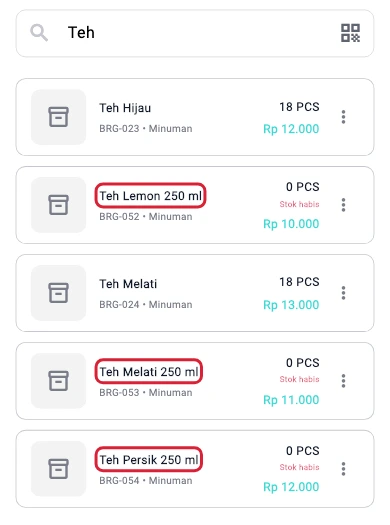 Teh
Teh Hijau
18 PCS
BRG-023 • Minuman
Rp 12.000
Teh Lemon 250 ml
0 PCS
Stok habis
BRG-052 • Minuman
Rp 10.000
Teh Melati
18 PCS
BRG-024 • Minuman
Rp 13.000
Teh Melati 250 ml
0 PCS
Stok habis
BRG-053 • Minuman
Rp 11.000
Teh Persik 250 ml
0 PCS
Stok habis
BRG-054 • Minuman
Rp 12.000